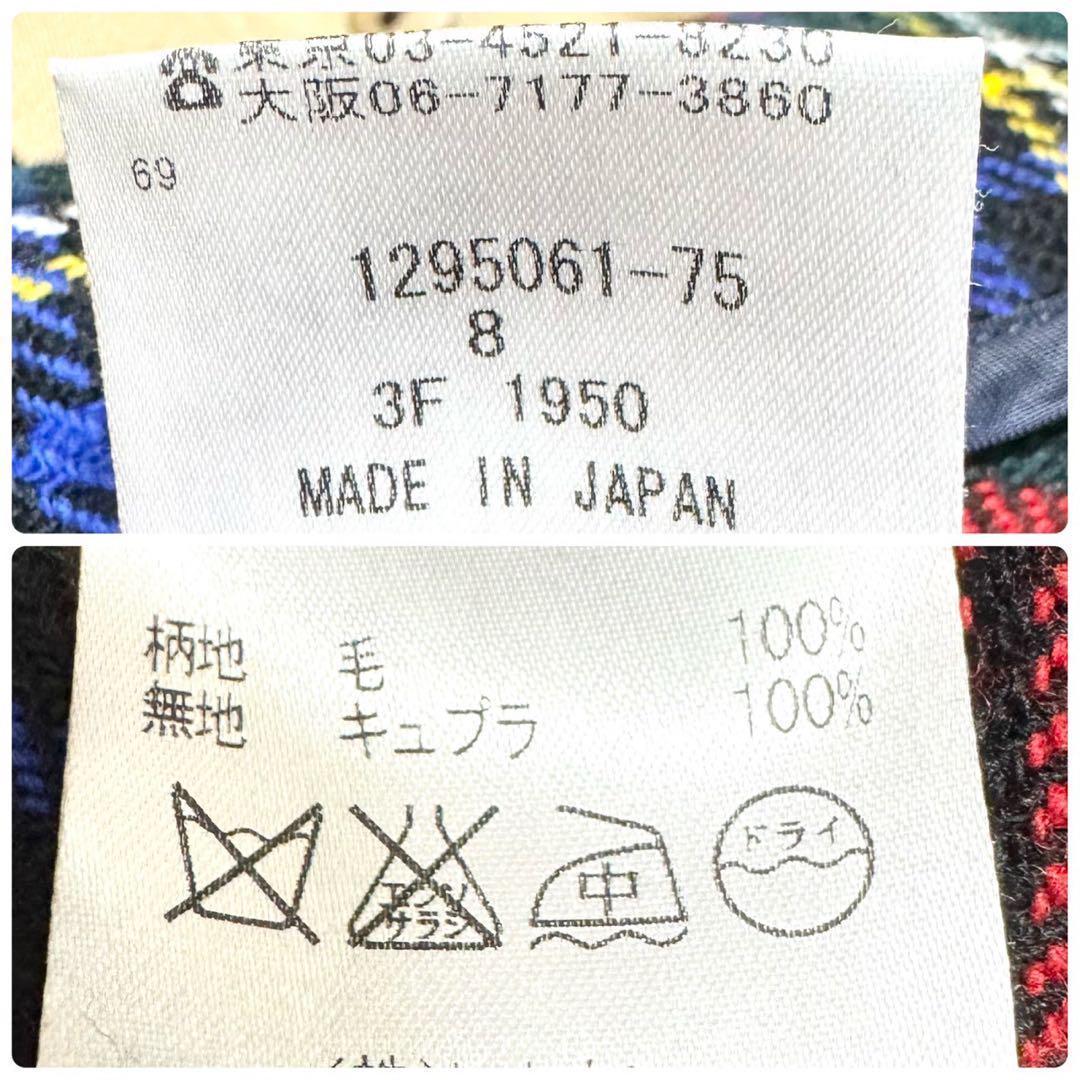 東京03-4521-8230
大阪06-7177-3860
69
1295061-75
8
3F 1950
MADE IN JAPAN
柄地 毛 100%
無地 キュプラ 100%
エンソ
サラシ
中
ドライ